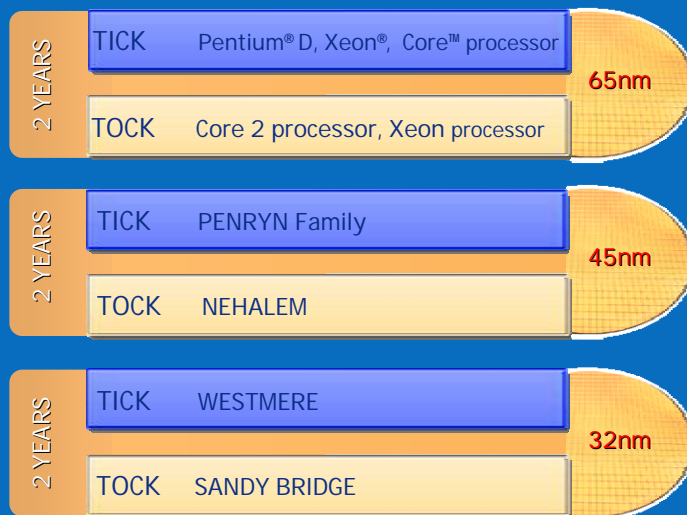 2 YEARS
TICK Pentium® D, Xeon®, Core™ processor
TOCK Core 2 processor, Xeon processor
65nm
2 YEARS
TICK PENRYN Family
TOCK NEHALEM
45nm
2 YEARS
TICK WESTMERE
TOCK SANDY BRIDGE
32nm